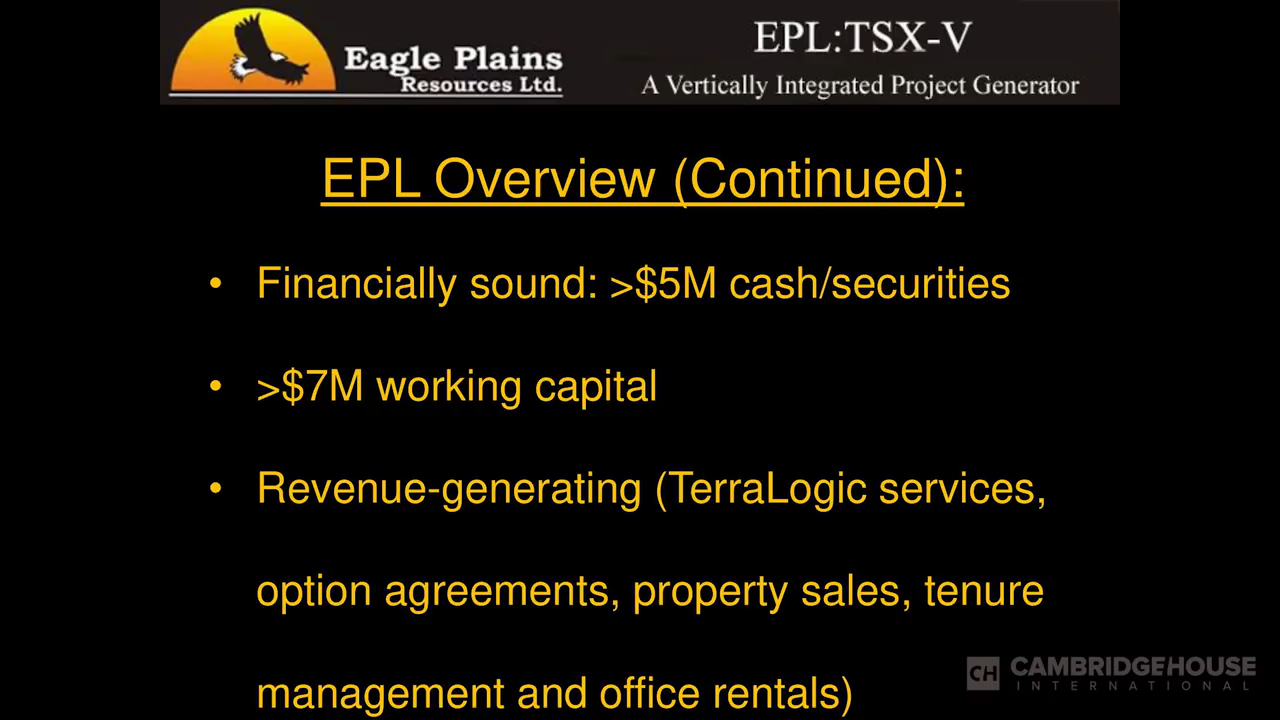 Eagle Plains
Resources Ltd.
EPL:TSX-V
A Vertically Integrated Project Generator
EPL Overview (Continued):
• Financially sound: >$5M cash/securities
• >$7M working capital
• Revenue-generating (TerraLogic services,
option agreements, property sales, tenure
management and office rentals)
CH CAMBRIDGEHOUSE
INTERNATIONAL